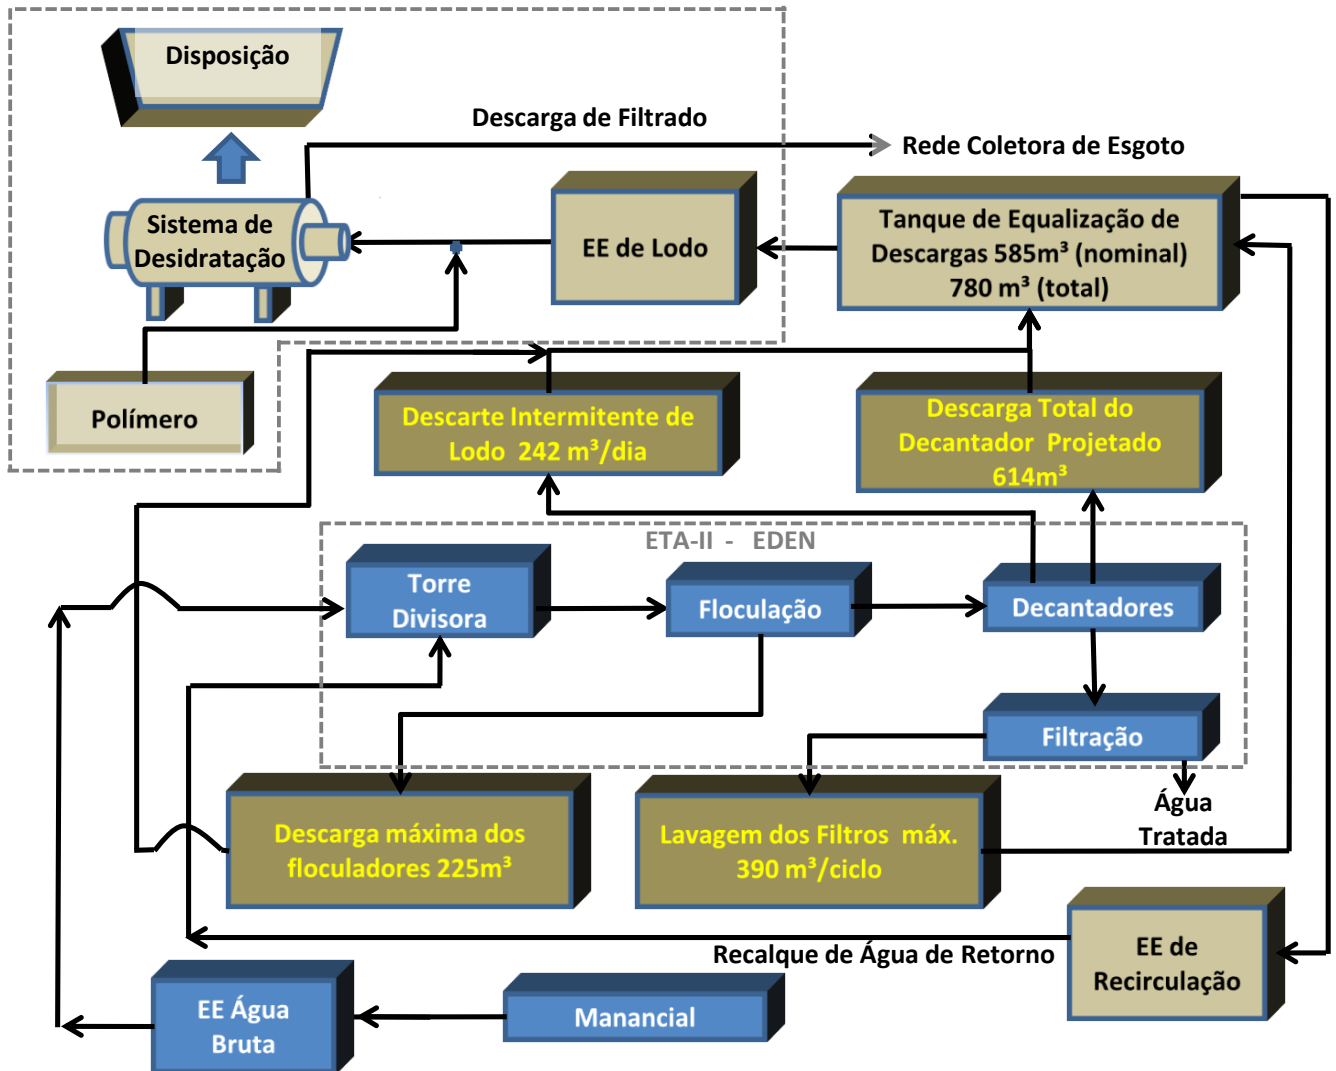 Disposição
Descarga de Filtrado
Rede Coletora de Esgoto
Sistema de
Desidratação
EE de Lodo
Tanque de Equalização de
Descargas 585m³ (nominal)
780 m³ (total)
Polímero
Descarte Intermitente de
Lodo 242 m³/dia
Descarga Total do
Decantador Projetado
614m³
ETA-II - EDEN
Torre
Divisora
Floculação
Decantadores
Filtração
Água
Tratada
Descarga máxima dos
floculadores 225m³
Lavagem dos Filtros máx.
390 m³/ciclo
Recalque de Água de Retorno
EE de
Recirculação
EE Água
Bruta
Manancial